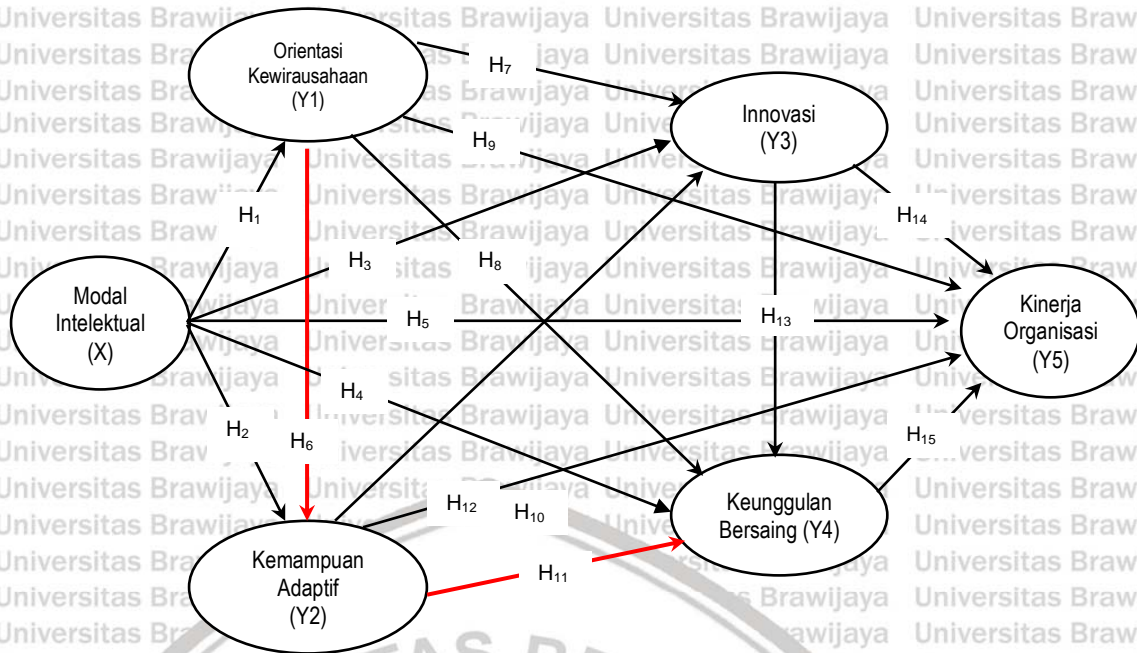 Orientasi
Kewirausahaan
(Y1)
H7
Innovasi
(Y3)
H9
H1
H14
H3
H8
Modal
Intelektual
(X)
H5
H13
Kinerja
Organisasi
(Y5)
H4
H2
H6
H15
H12
H10
Keunggulan
Bersaing (Y4)
Kemampuan
Adaptif
(Y2)
H11
Universitas Brawijaya